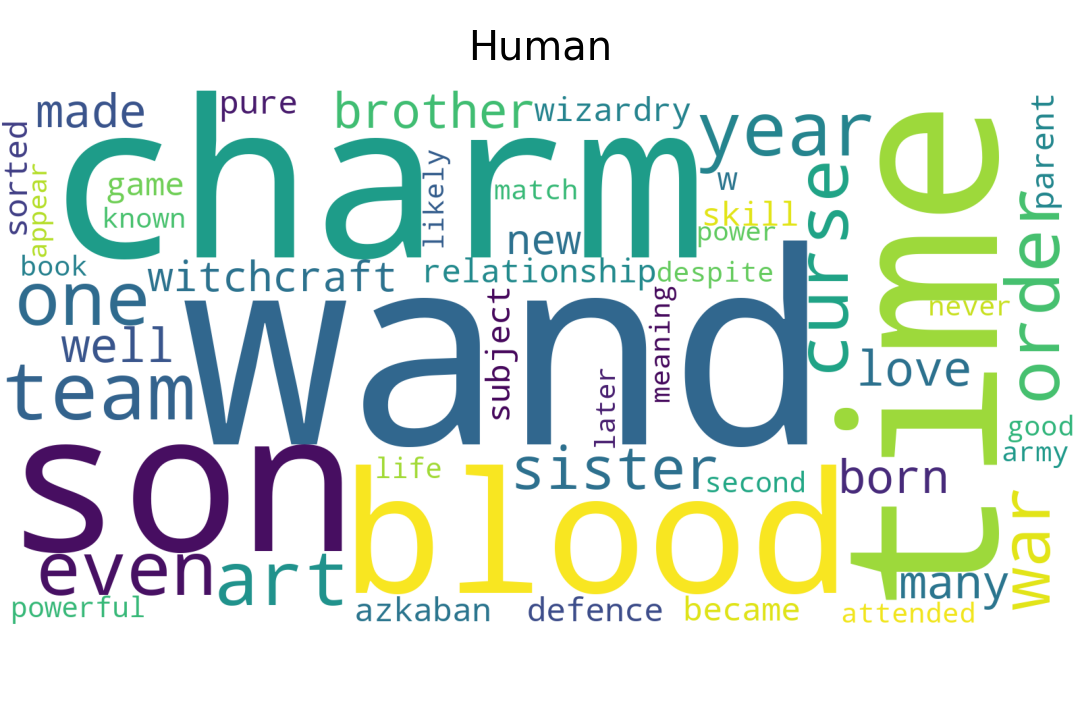 Human
made
pure
brother
wizardry
year
parent
sorted
charm
time
appear
game
known
likely
match
w
skill
power
curse
order
book
witchcraft
new
relationship
despite
never
one
well
wand
subject
meaning
love
team
later
good
army
son
life
sister
second
born
war
blood
even
art
many
powerful
azkaban
defence
became
attended